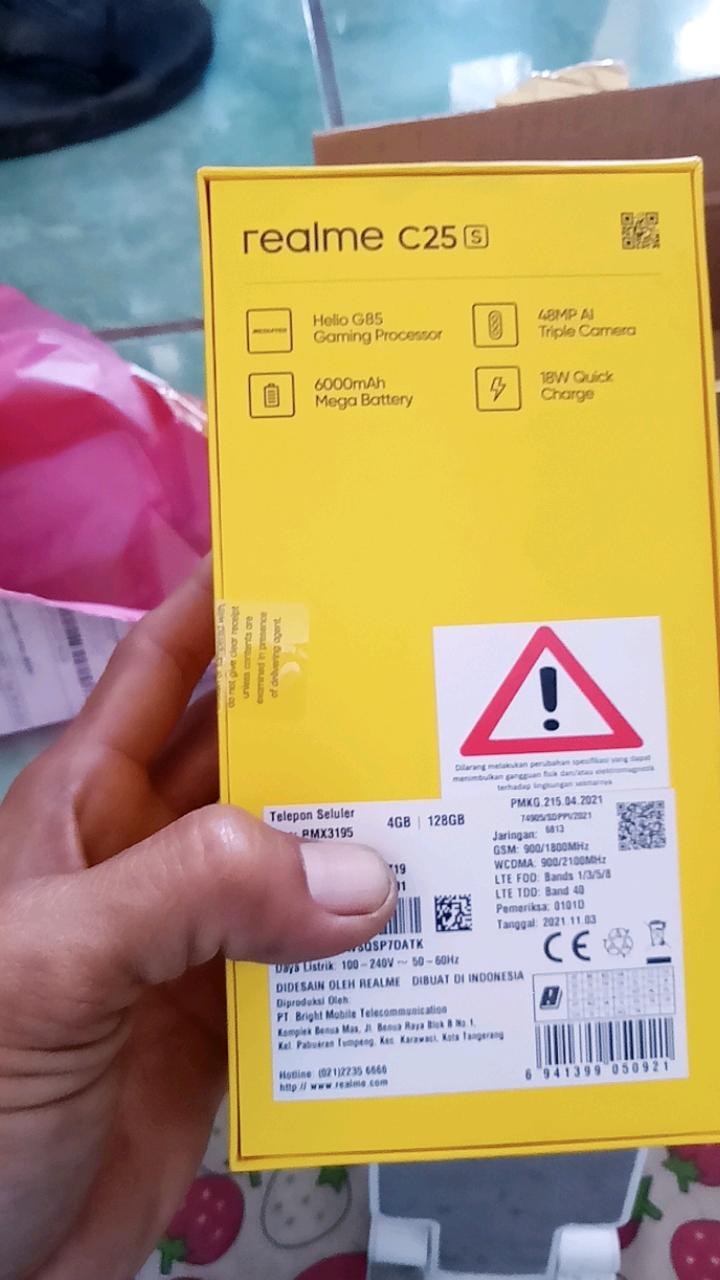 realme C25 S
Helio G85
Gaming Processor
48MP AI
Triple Camera
6000mAh
Mega Battery
18W Quick
Charge
do not give clear receipt
unless contents are
examined in presence
of delivering agent.
!
Dilarang melakukan perubahan spesifikasi yang dapat
menimbulkan gangguan fisik dan/atau elektromagnetik
terhadap lingkungan sekitarnya
Telepon Seluler
RMX3195
4GB | 128GB
PMKG.215.04.2021
74905/SDPPI/2021
6813
Jaringan:
GSM: 900/1800MHz
WCDMA: 900/2100MHz
LTE FDD: Bands 1/3/5/8
LTE TDD: Band 40
Pemeriksa: 01010
Tanggal: 2021.11.03
CE
Daya Listrik: 100-240V ~ 50-60Hz
DIDESAIN OLEH REALME DIBUAT DI INDONESIA
Diproduksi Oleh:
PT. Bright Mobile Telecommunication
Komplek Benua Mas, Jl. Benua Raya Blok B No 1,
Kel. Pabuaran Tumpeng, Kec. Karawaci, Kota Tangerang
Hotline: (021)2235 6666
http:// www.realme.com
6 941399 050921